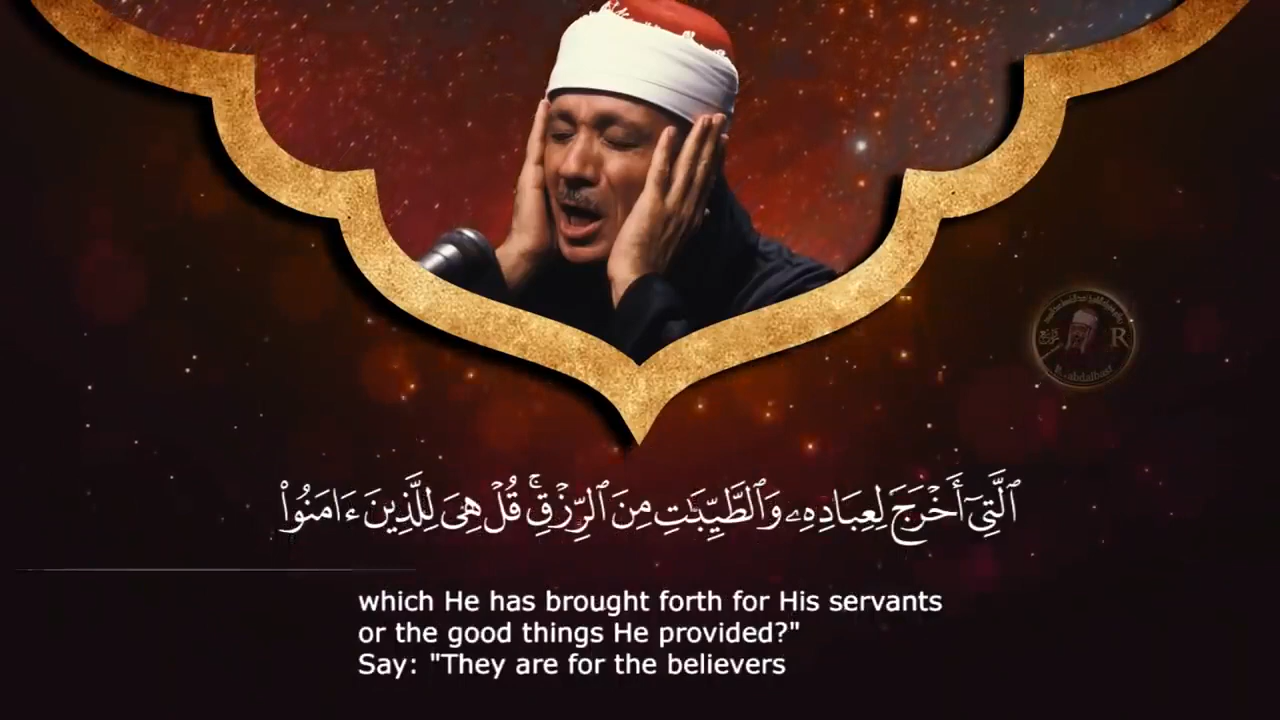 ٱلَّتِىٓ أَخْرَجَ لِعِبَادِهِۦ وَٱلطَّيِّبَـٰتِ مِنَ ٱلرِّزْقِ ۚ قُلْ هِىَ لِلَّذِينَ ءَامَنُوا۟
R
which He has brought forth for His servants
or the good things He provided?"
Say: "They are for the believers